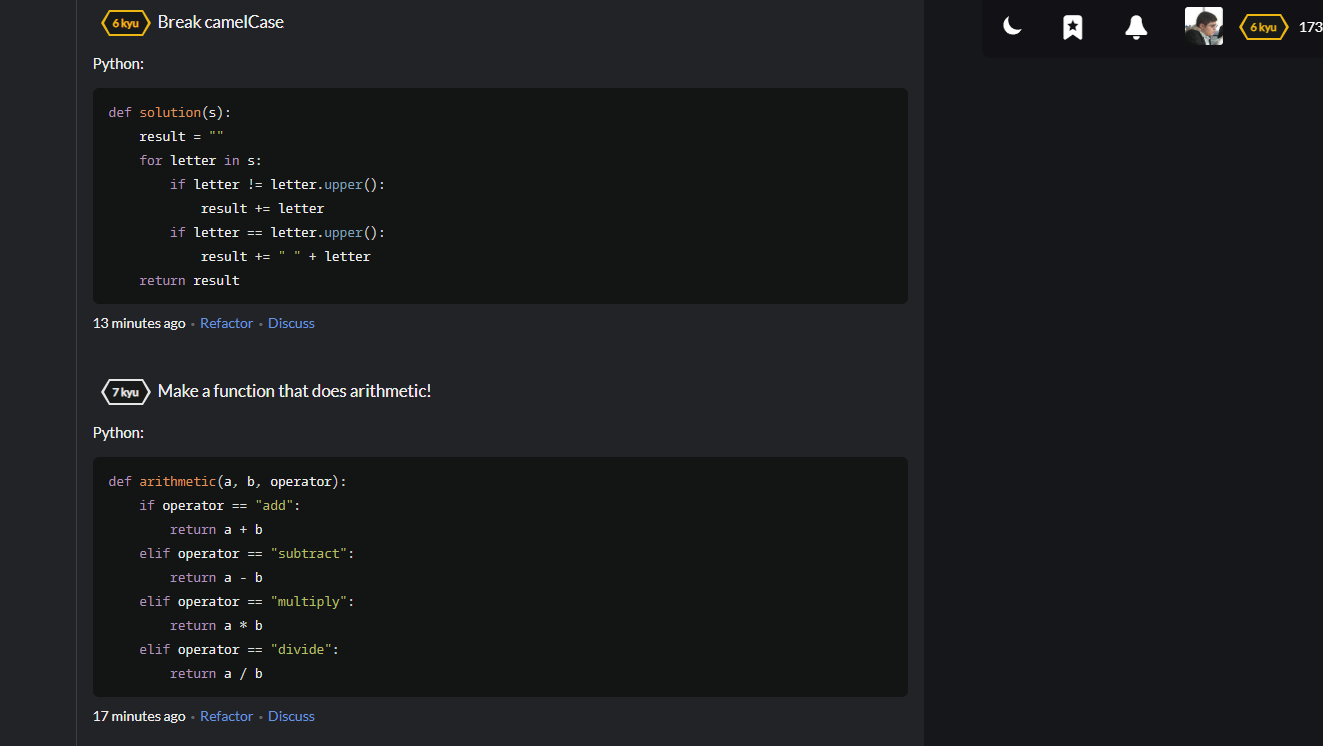 6 kyu Break camelCase
6 kyu 173
Python:
def solution(s):
    result = ""
    for letter in s:
        if letter != letter.upper():
            result += letter
        if letter == letter.upper():
            result += " " + letter
    return result
13 minutes ago • Refactor • Discuss
7 kyu Make a function that does arithmetic!
Python:
def arithmetic(a, b, operator):
    if operator == "add":
        return a + b
    elif operator == "subtract":
        return a - b
    elif operator == "multiply":
        return a * b
    elif operator == "divide":
        return a / b
17 minutes ago • Refactor • Discuss